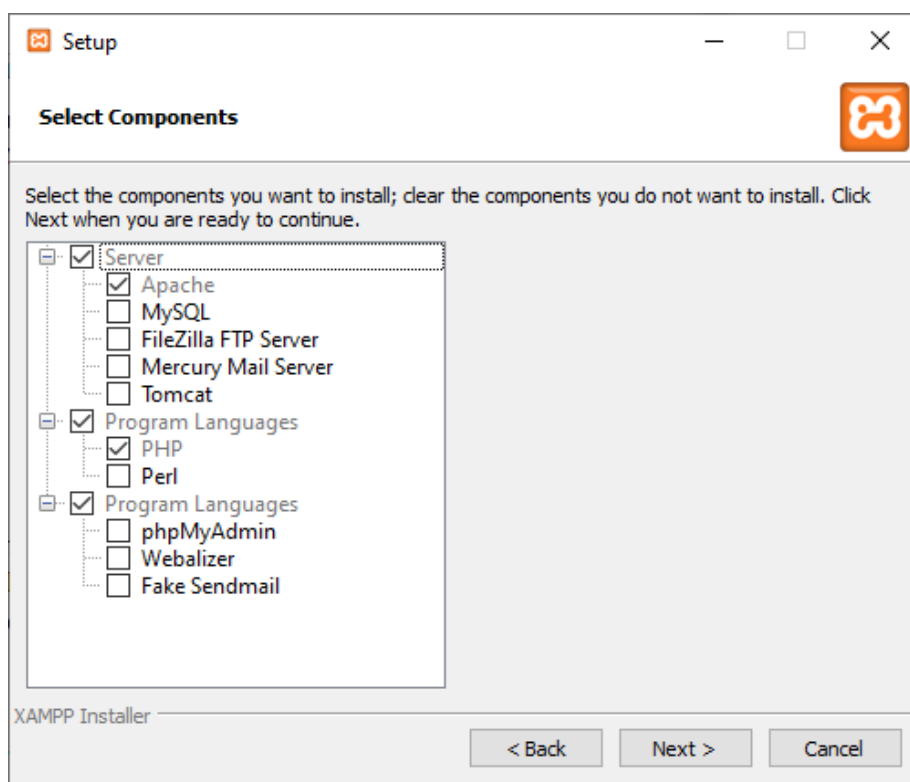 Setup
Select Components
Select the components you want to install; clear the components you do not want to install. Click
Next when you are ready to continue.
Server
Apache
MySQL
FileZilla FTP Server
Mercury Mail Server
Tomcat
Program Languages
PHP
Perl
Program Languages
phpMyAdmin
Webalizer
Fake Sendmail
XAMPP Installer
< Back
Next >
Cancel